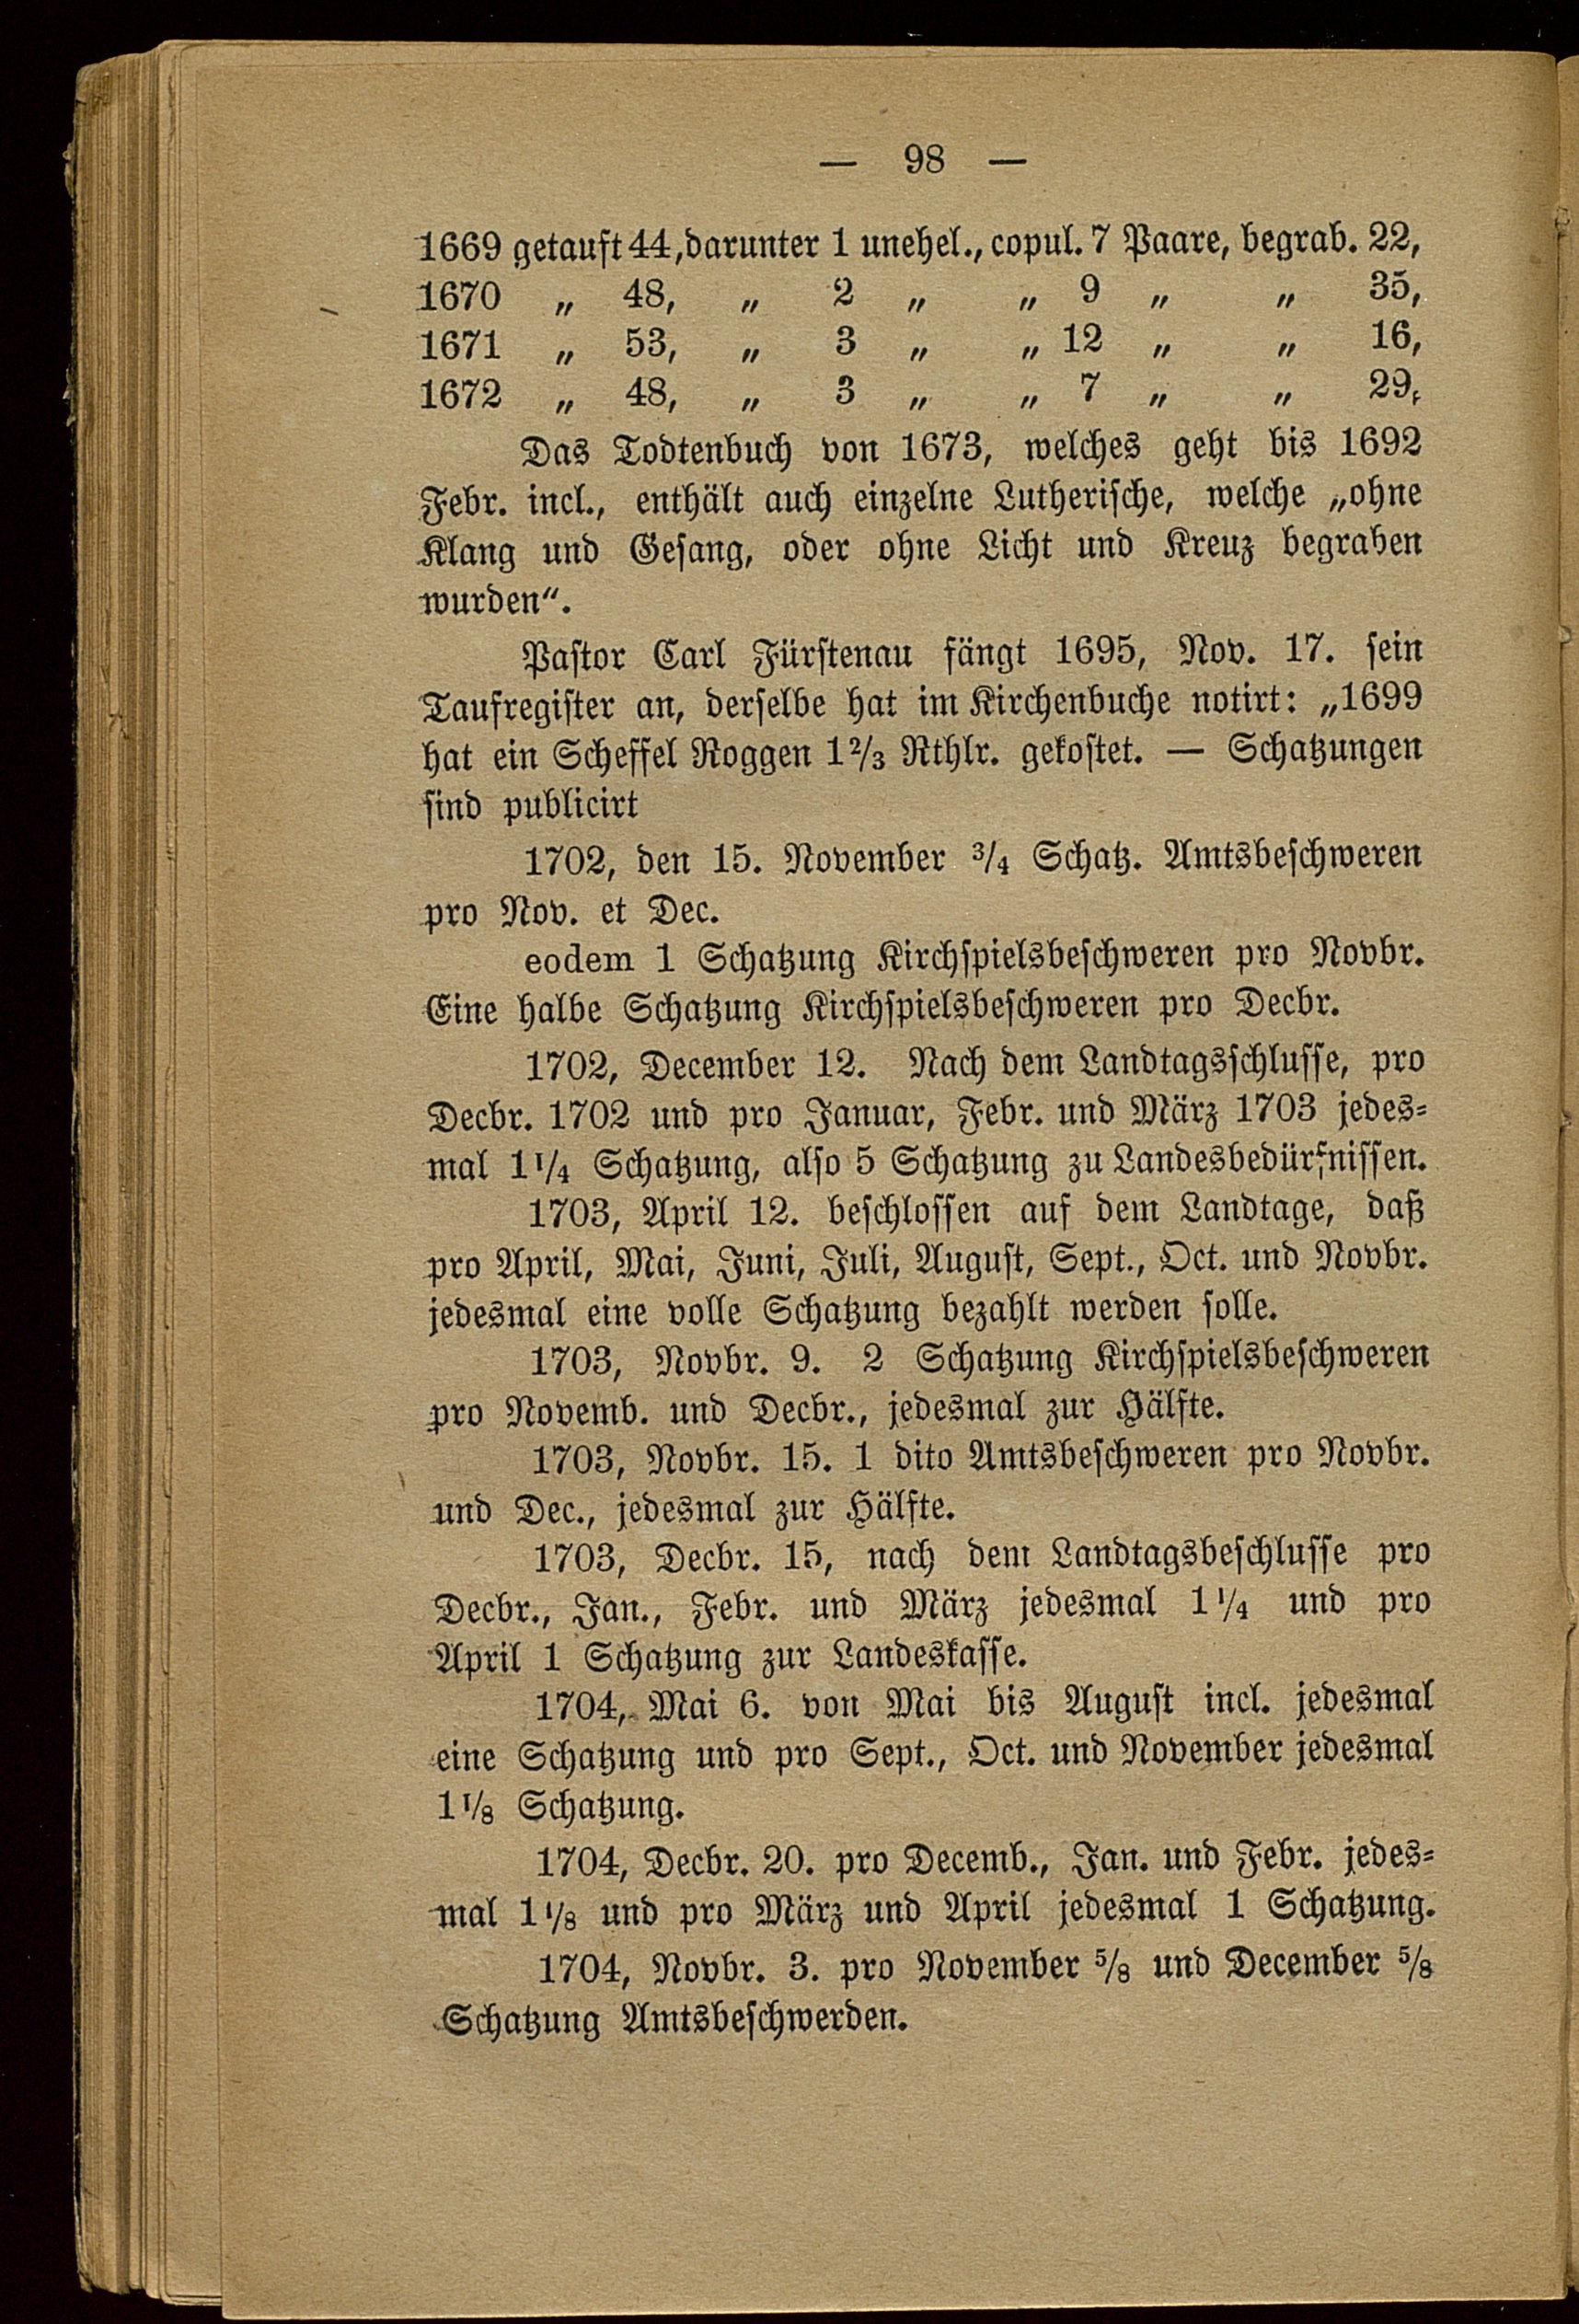 — 98 —
1669 getauft 44, darunter 1 unehel., copul. 7 Paare, begrab. 22,
1670 „ 48, „ 2 „ „ 9 „ „ 35,
1671 „ 53, „ 3 „ „ 12 „ „ 16,
1672 „ 48, „ 3 „ „ 7 „ „ 29,
Das Todtenbuch von 1673, welches geht bis 1692
Febr. incl., enthält auch einzelne Lutherische, welche „ohne
Klang und Gesang, oder ohne Licht und Kreuz begraben
wurden“.
Pastor Carl Fürstenau fängt 1695, Nov. 17. sein
Taufregister an, derselbe hat im Kirchenbuche notirt: „1699
hat ein Scheffel Roggen 1 2/3 Rthlr. gekostet. — Schatzungen
sind publicirt
1702, den 15. November 3/4 Schatz. Amtsbeschweren
pro Nov. et Dec.
eodem 1 Schatzung Kirchspielsbeschweren pro Novbr.
Eine halbe Schatzung Kirchspielsbeschweren pro Decbr.
1702, December 12. Nach dem Landtagsschlusse, pro
Decbr. 1702 und pro Januar, Febr. und März 1703 jedes-
mal 1 1/4 Schatzung, also 5 Schatzung zu Landesbedürfnissen.
1703, April 12. beschlossen auf dem Landtage, daß
pro April, Mai, Juni, Juli, August, Sept., Oct. und Novbr.
jedesmal eine volle Schatzung bezahlt werden solle.
1703, Novbr. 9. 2 Schatzung Kirchspielsbeschweren
pro Novemb. und Decbr., jedesmal zur Hälfte.
1703, Novbr. 15. 1 dito Amtsbeschweren pro Novbr.
und Dec., jedesmal zur Hälfte.
1703, Decbr. 15, nach dem Landtagsbeschlusse pro
Decbr., Jan., Febr. und März jedesmal 1 1/4 und pro
April 1 Schatzung zur Landeskasse.
1704, Mai 6. von Mai bis August incl. jedesmal
eine Schatzung und pro Sept., Oct. und November jedesmal
1 1/8 Schatzung.
1704, Decbr. 20. pro Decemb., Jan. und Febr. jedes-
mal 1 1/8 und pro März und April jedesmal 1 Schatzung.
1704, Novbr. 3. pro November 5/8 und December 5/8
Schatzung Amtsbeschwerden.